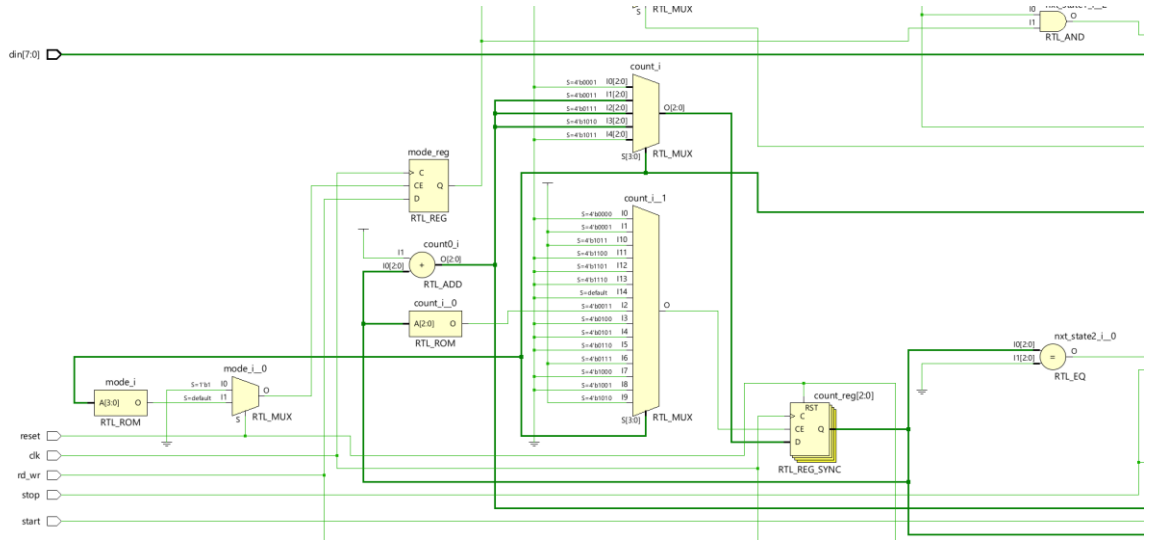 RTL_MUX
S
I0
O
I1
RTL_AND
din[7:0]
count_i
S=4'b0001 I0[2:0]
S=4'b0011 I1[2:0]
S=4'b0111 I2[2:0]
S=4'b1010 I3[2:0]
S=4'b1011 I4[2:0]
O[2:0]
S[3:0]
RTL_MUX
mode_reg
C
CE Q
D
RTL_REG
count_i__1
S=4'b0000 I0
S=4'b0001 I1
S=4'b1011 I10
S=4'b1100 I11
S=4'b1101 I12
S=4'b1110 I13
S=default I14
S=4'b0011 I2
S=4'b0100 I3
S=4'b0101 I4
S=4'b0110 I5
S=4'b0111 I6
S=4'b1000 I7
S=4'b1001 I8
S=4'b1010 I9
O
S[3:0]
RTL_MUX
count0_i
I1
I0[2:0]
+
O[2:0]
RTL_ADD
count_i__0
A[2:0] O
RTL_ROM
nxt_state2_i__0
I0[2:0]
I1[2:0]
=
O
RTL_EQ
mode_i
A[3:0] O
RTL_ROM
mode_i__0
S=1'b1 I0
S=default I1
O
S
RTL_MUX
count_reg[2:0]
RST
C
CE Q
D
RTL_REG_SYNC
reset
clk
rd_wr
stop
start